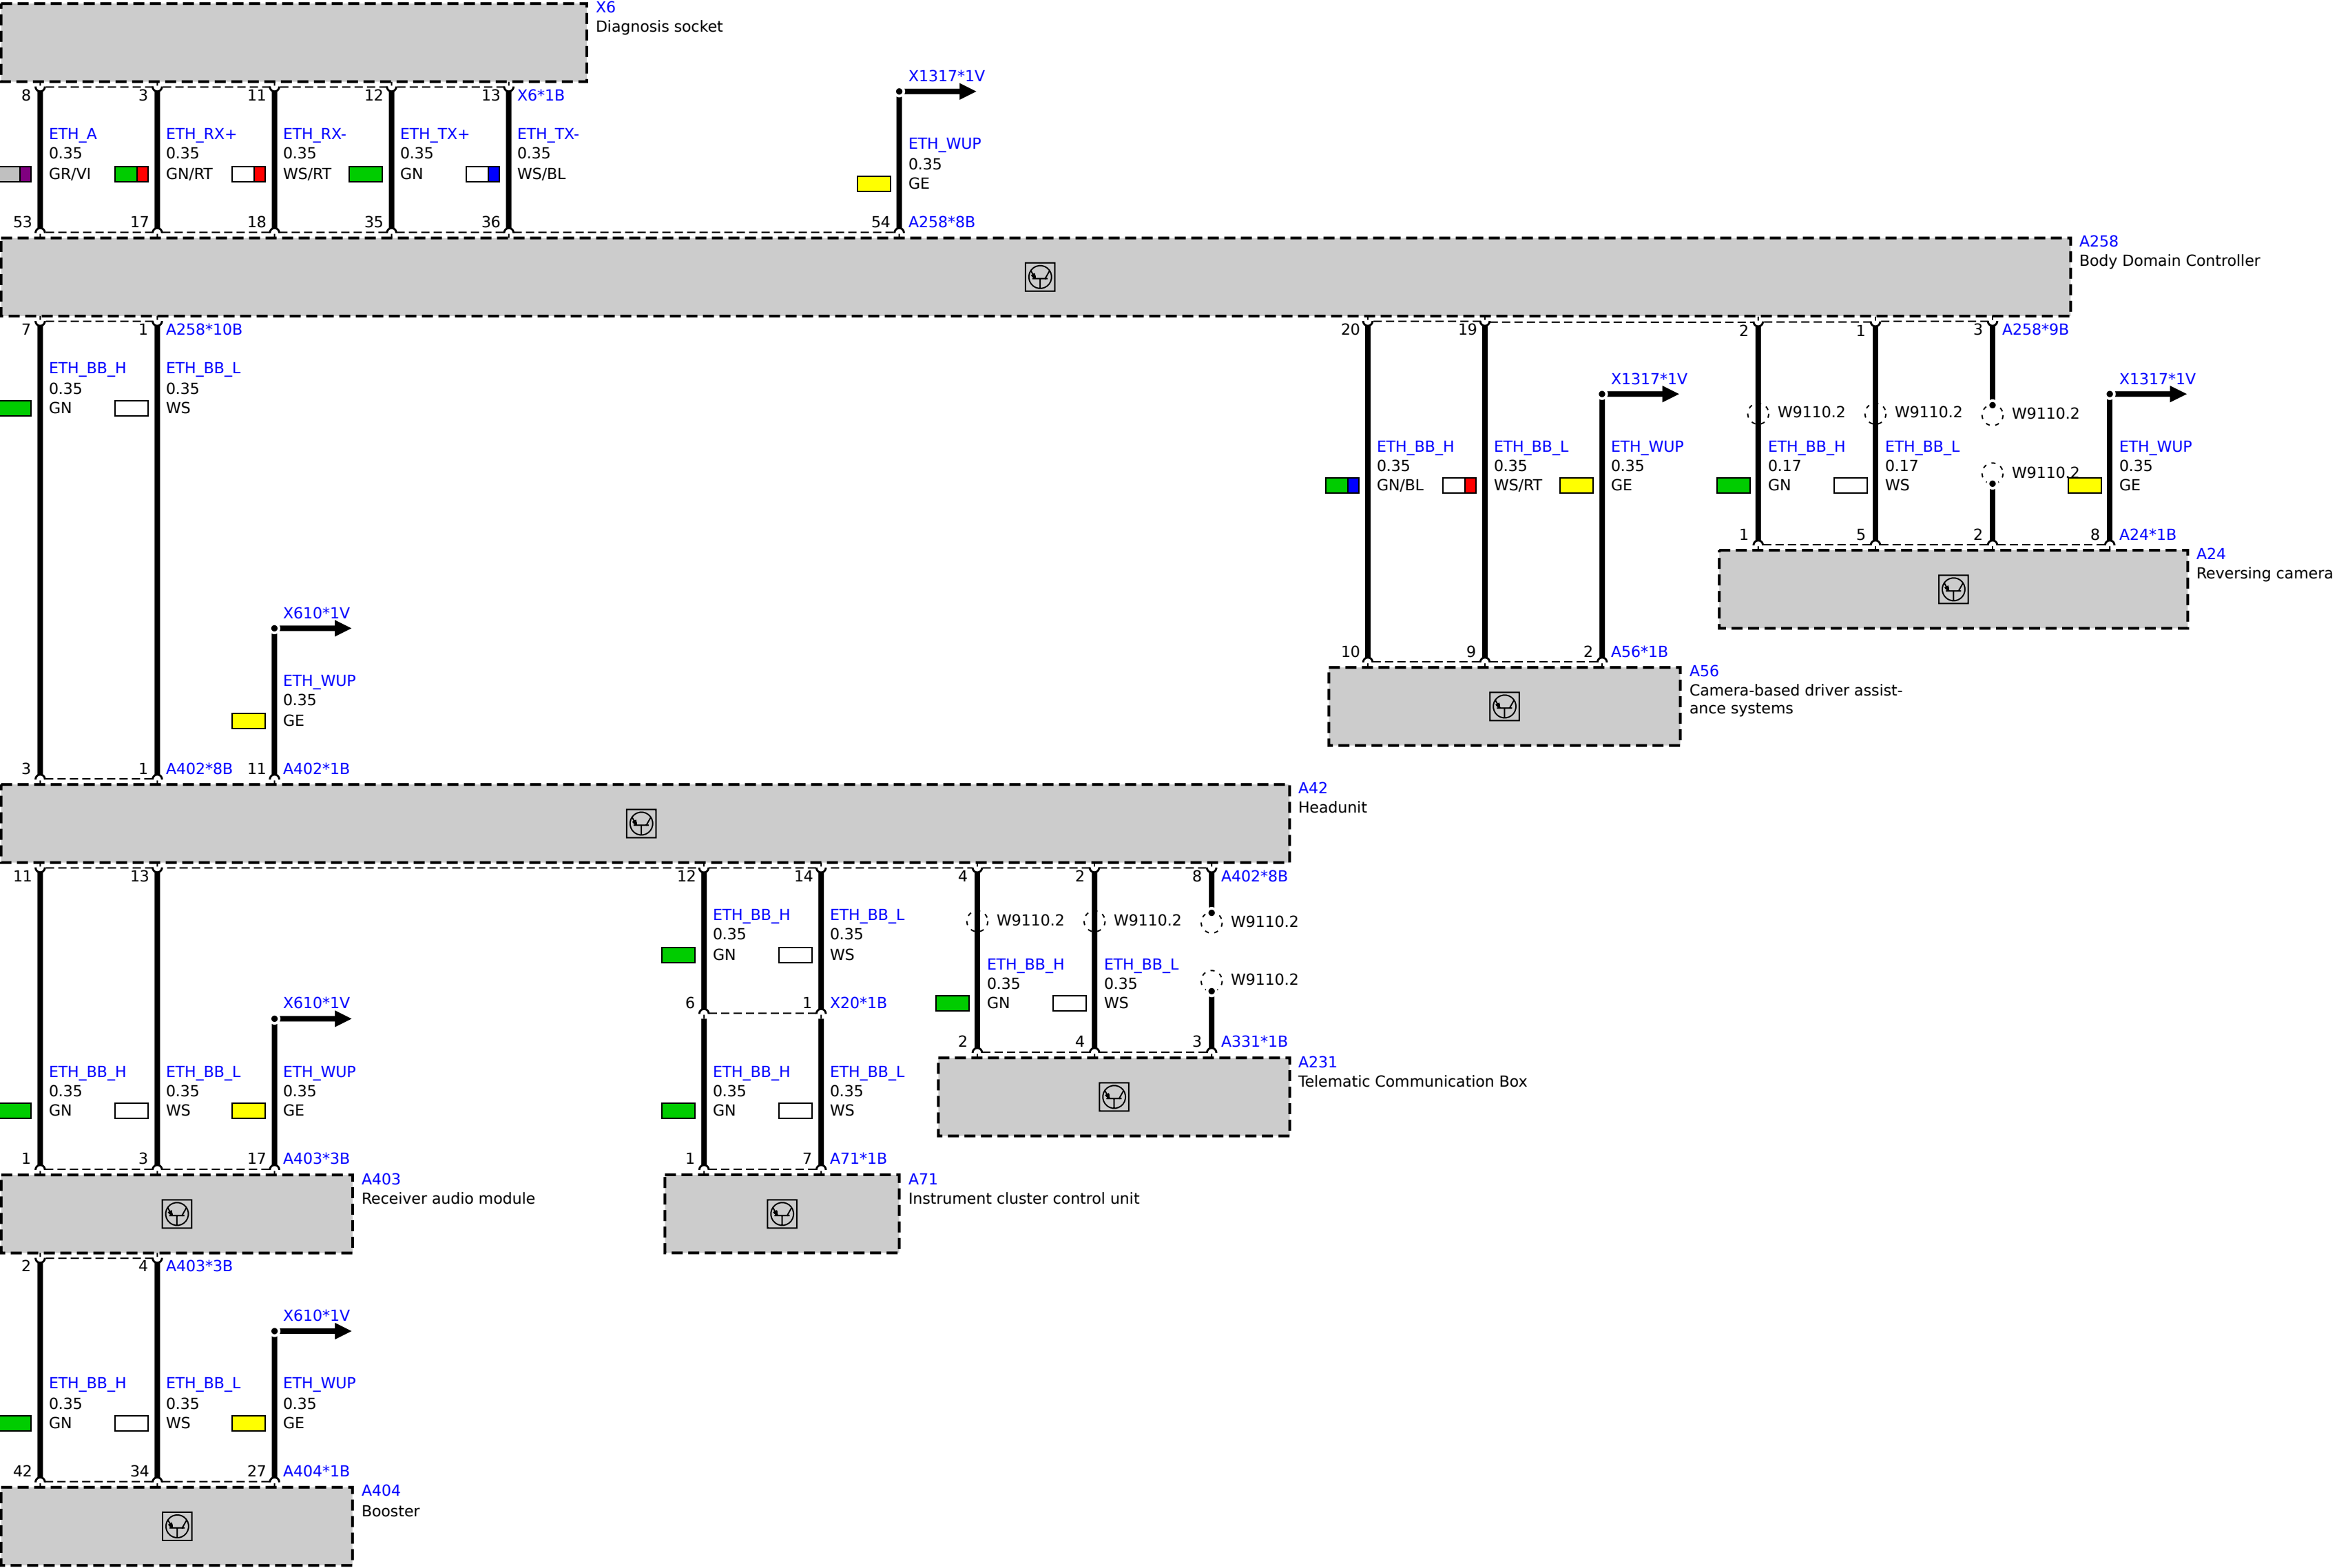 X6
Diagnosis socket
X1317*1V
8 3 11 12 13 X6*1B
ETH_A ETH_RX+ ETH_RX- ETH_TX+ ETH_TX- ETH_WUP
0.35 0.35 0.35 0.35 0.35 0.35
GR/VI GN/RT WS/RT GN WS/BL GE
53 17 18 35 36 54 A258*8B
A258
Body Domain Controller
7 1 A258*10B 20 19 2 1 3 A258*9B
ETH_BB_H ETH_BB_L
0.35 0.35
GN WS
X1317*1V X1317*1V
W9110.2 W9110.2 W9110.2
ETH_BB_H ETH_BB_L ETH_WUP ETH_BB_H ETH_BB_L ETH_WUP
0.35 0.35 0.35 0.17 0.17 W9110.2 0.35
GN/BL WS/RT GE GN WS GE
1 5 2 8 A24*1B
A24
Reversing camera
X610*1V
10 9 2 A56*1B
A56
Camera-based driver assist-
ance systems
ETH_WUP
0.35
GE
3 1 A402*8B 11 A402*1B
A42
Headunit
11 13 12 14 4 2 8 A402*8B
ETH_BB_H ETH_BB_L W9110.2 W9110.2 W9110.2
0.35 0.35
GN WS
ETH_BB_H ETH_BB_L W9110.2
0.35 0.35
X610*1V 6 1 X20*1B GN WS
2 4 3 A331*1B
A231
Telematic Communication Box
ETH_BB_H ETH_BB_L ETH_WUP ETH_BB_H ETH_BB_L
0.35 0.35 0.35 0.35 0.35
GN WS GE GN WS
1 3 17 A403*3B 1 7 A71*1B
A403 A71
Receiver audio module Instrument cluster control unit
2 4 A403*3B
X610*1V
ETH_BB_H ETH_BB_L ETH_WUP
0.35 0.35 0.35
GN WS GE
42 34 27 A404*1B
A404
Booster